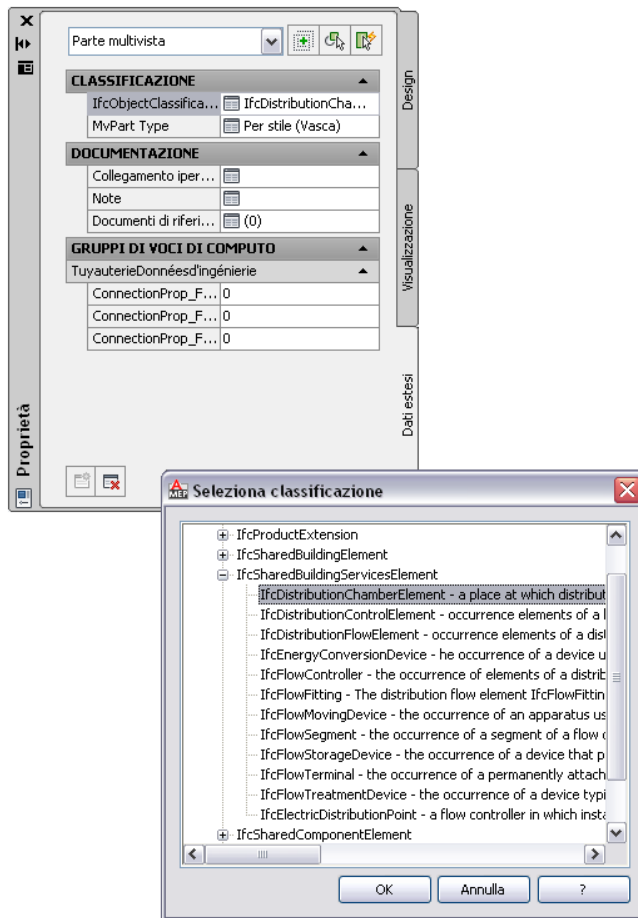 Parte multivista
CLASSIFICAZIONE
IfcObjectClassifica... IfcDistributionCha...
MvPart Type Per stile (Vasca)
DOCUMENTAZIONE
Collegamento iper...
Note
Documenti di riferi... (0)
GRUPPI DI VOCI DI COMPUTO
TuyauterieDonnéesd'ingénierie
ConnectionProp_F... 0
ConnectionProp_F... 0
ConnectionProp_F... 0
Design
Visualizzazione
Dati estesi
Proprietà
MEP Seleziona classificazione
IfcProductExtension
IfcSharedBuildingElement
IfcSharedBuildingServicesElement
IfcDistributionChamberElement - a place at which distribut
IfcDistributionControlElement - occurrence elements of a
IfcDistributionFlowElement - occurrence elements of a dis
IfcEnergyConversionDevice - he occurrence of a device u
IfcFlowController - the occurrence of elements of a distrib
IfcFlowFitting - The distribution flow element IfcFlowFittin
IfcFlowMovingDevice - the occurrence of an apparatus us
IfcFlowSegment - the occurrence of a segment of a flow
IfcFlowStorageDevice - the occurrence of a device that p
IfcFlowTerminal - the occurrence of a permanently attach
IfcFlowTreatmentDevice - the occurrence of a device typi
IfcElectricDistributionPoint - a flow controller in which insta
IfcSharedComponentElement
OK Annulla ?